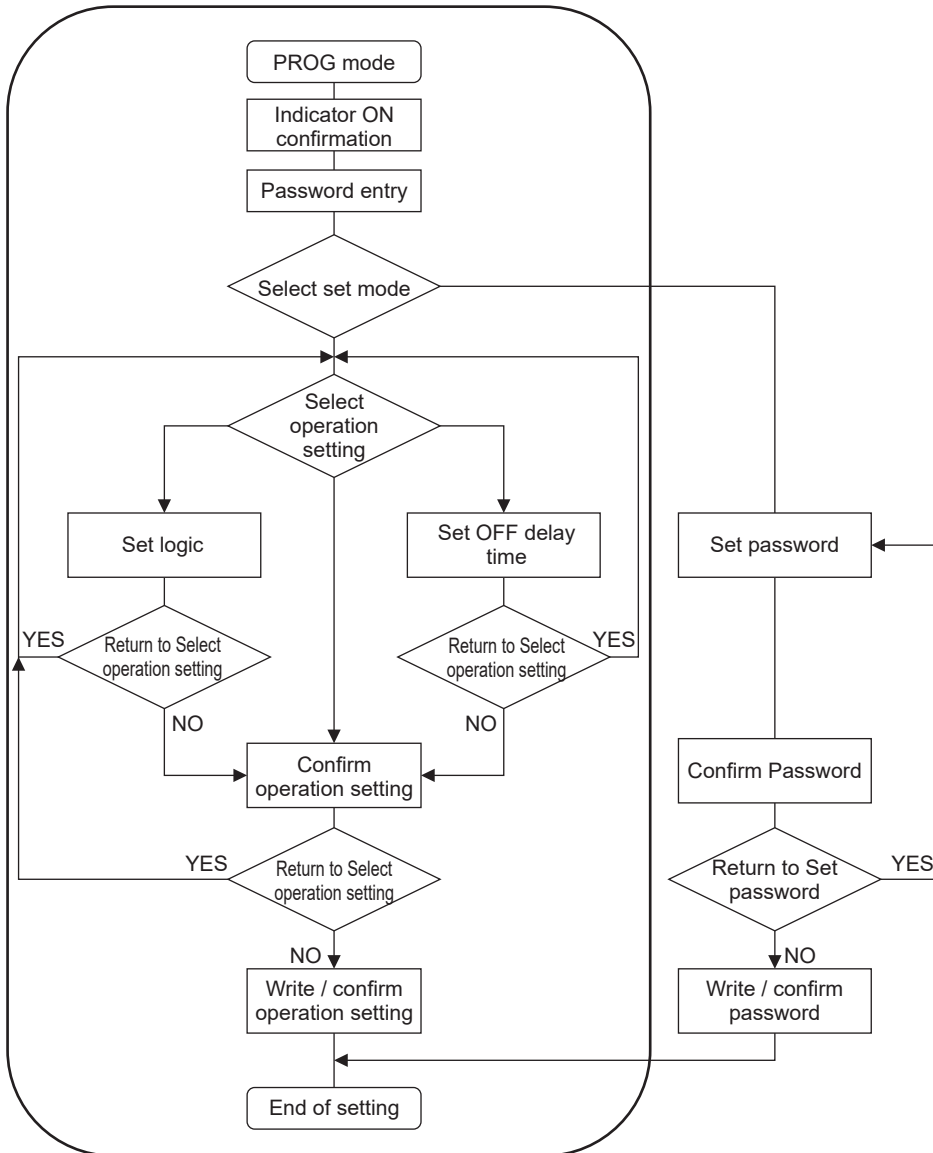 PROG mode
Indicator ON
confirmation
Password entry
Select set mode
Select
operation
setting
Set logic
Set OFF delay
time
Set password
YES
Return to Select
operation setting
Return to Select
operation setting
YES
NO
NO
Confirm
operation setting
Confirm Password
YES
Return to Select
operation setting
Return to Set
password
YES
NO
NO
Write / confirm
operation setting
Write / confirm
password
End of setting